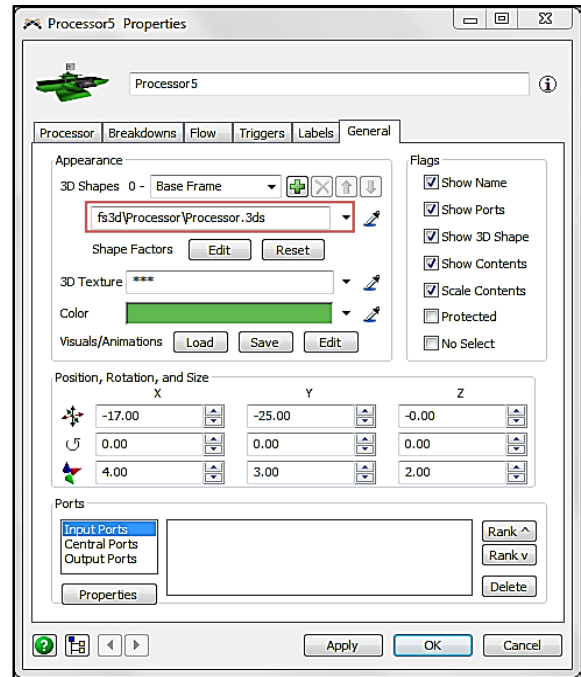 Processor5 Properties
Processor5
Processor Breakdowns Flow Triggers Labels General
Appearance
3D Shapes 0 - Base Frame
fs3d\Processor\Processor.3ds
Shape Factors Edit Reset
3D Texture ***
Color
Visuals/Animations Load Save Edit
Flags
Show Name
Show Ports
Show 3D Shape
Show Contents
Scale Contents
Protected
No Select
Position, Rotation, and Size
X Y Z
-17.00 -25.00 -0.00
0.00 0.00 0.00
4.00 3.00 2.00
Ports
Input Ports
Central Ports
Output Ports
Properties
Rank ^
Rank v
Delete
Apply OK Cancel